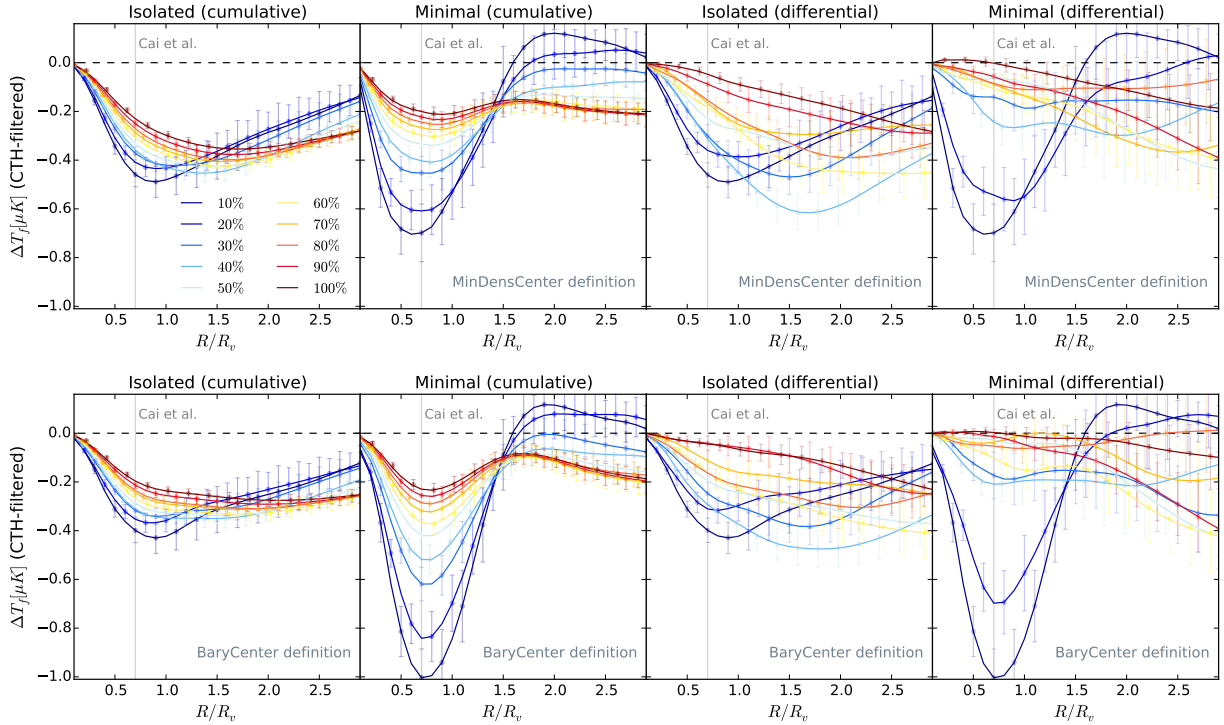 Isolated (cumulative) Minimal (cumulative) Isolated (differential) Minimal (differential)
Cai et al. Cai et al. Cai et al. Cai et al.
0.0
−0.2
−0.4
−0.6
−0.8
−1.0
ΔT_f[μK] (CTH-filtered)
10% 60%
20% 70%
30% 80%
40% 90%
50% 100%
MinDensCenter definition MinDensCenter definition MinDensCenter definition
0.5 1.0 1.5 2.0 2.5 0.5 1.0 1.5 2.0 2.5 0.5 1.0 1.5 2.0 2.5 0.5 1.0 1.5 2.0 2.5
R/R_v R/R_v R/R_v R/R_v
Isolated (cumulative) Minimal (cumulative) Isolated (differential) Minimal (differential)
Cai et al. Cai et al. Cai et al. Cai et al.
0.0
−0.2
−0.4
−0.6
−0.8
−1.0
ΔT_f[μK] (CTH-filtered)
BaryCenter definition BaryCenter definition BaryCenter definition BaryCenter definition
0.5 1.0 1.5 2.0 2.5 0.5 1.0 1.5 2.0 2.5 0.5 1.0 1.5 2.0 2.5 0.5 1.0 1.5 2.0 2.5
R/R_v R/R_v R/R_v R/R_v